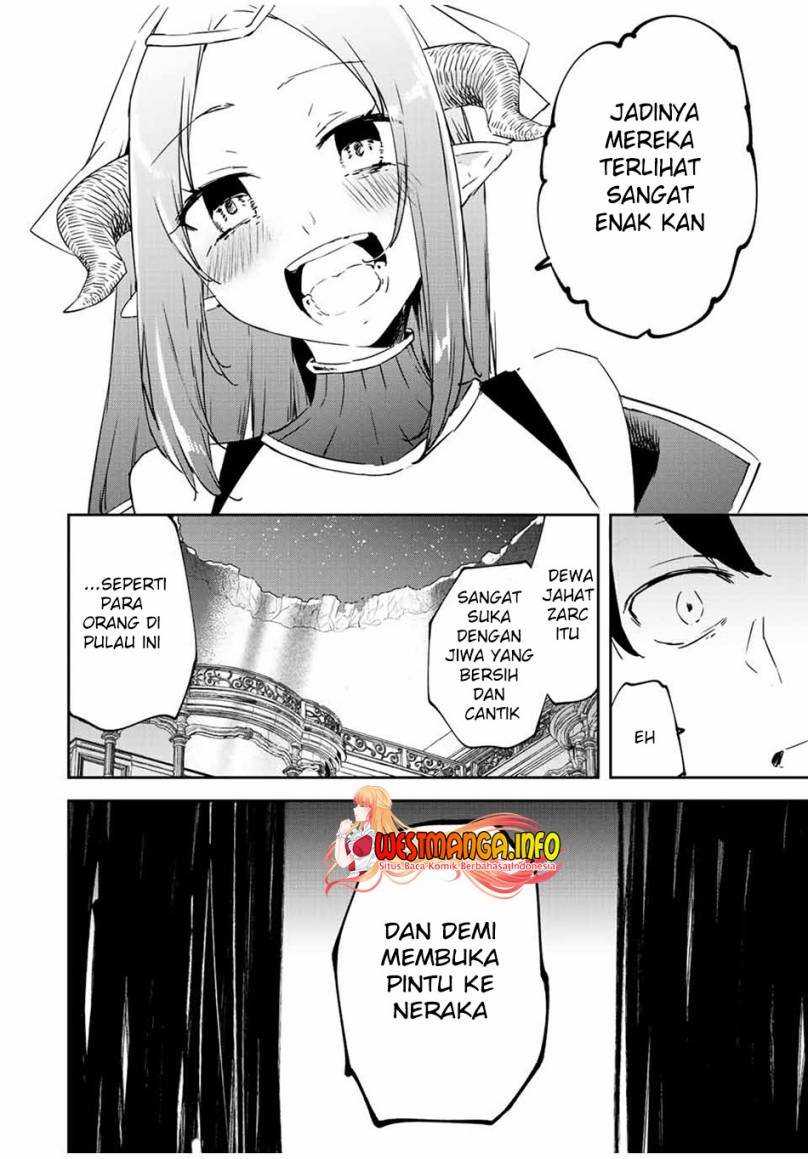 JADINYA
MEREKA
TERLIHAT
SANGAT
ENAK KAN
EH
DEWA
JAHAT
ZARC
ITU
SANGAT
SUKA
DENGAN
JIWA YANG
BERSIH
DAN
CANTIK
...SEPERTI
PARA
ORANG DI
PULAU INI
WESTMANGA.INFO
Situs Baca Komik Berbahasa Indonesia
DAN DEMI
MEMBUKA
PINTU KE
NERAKA